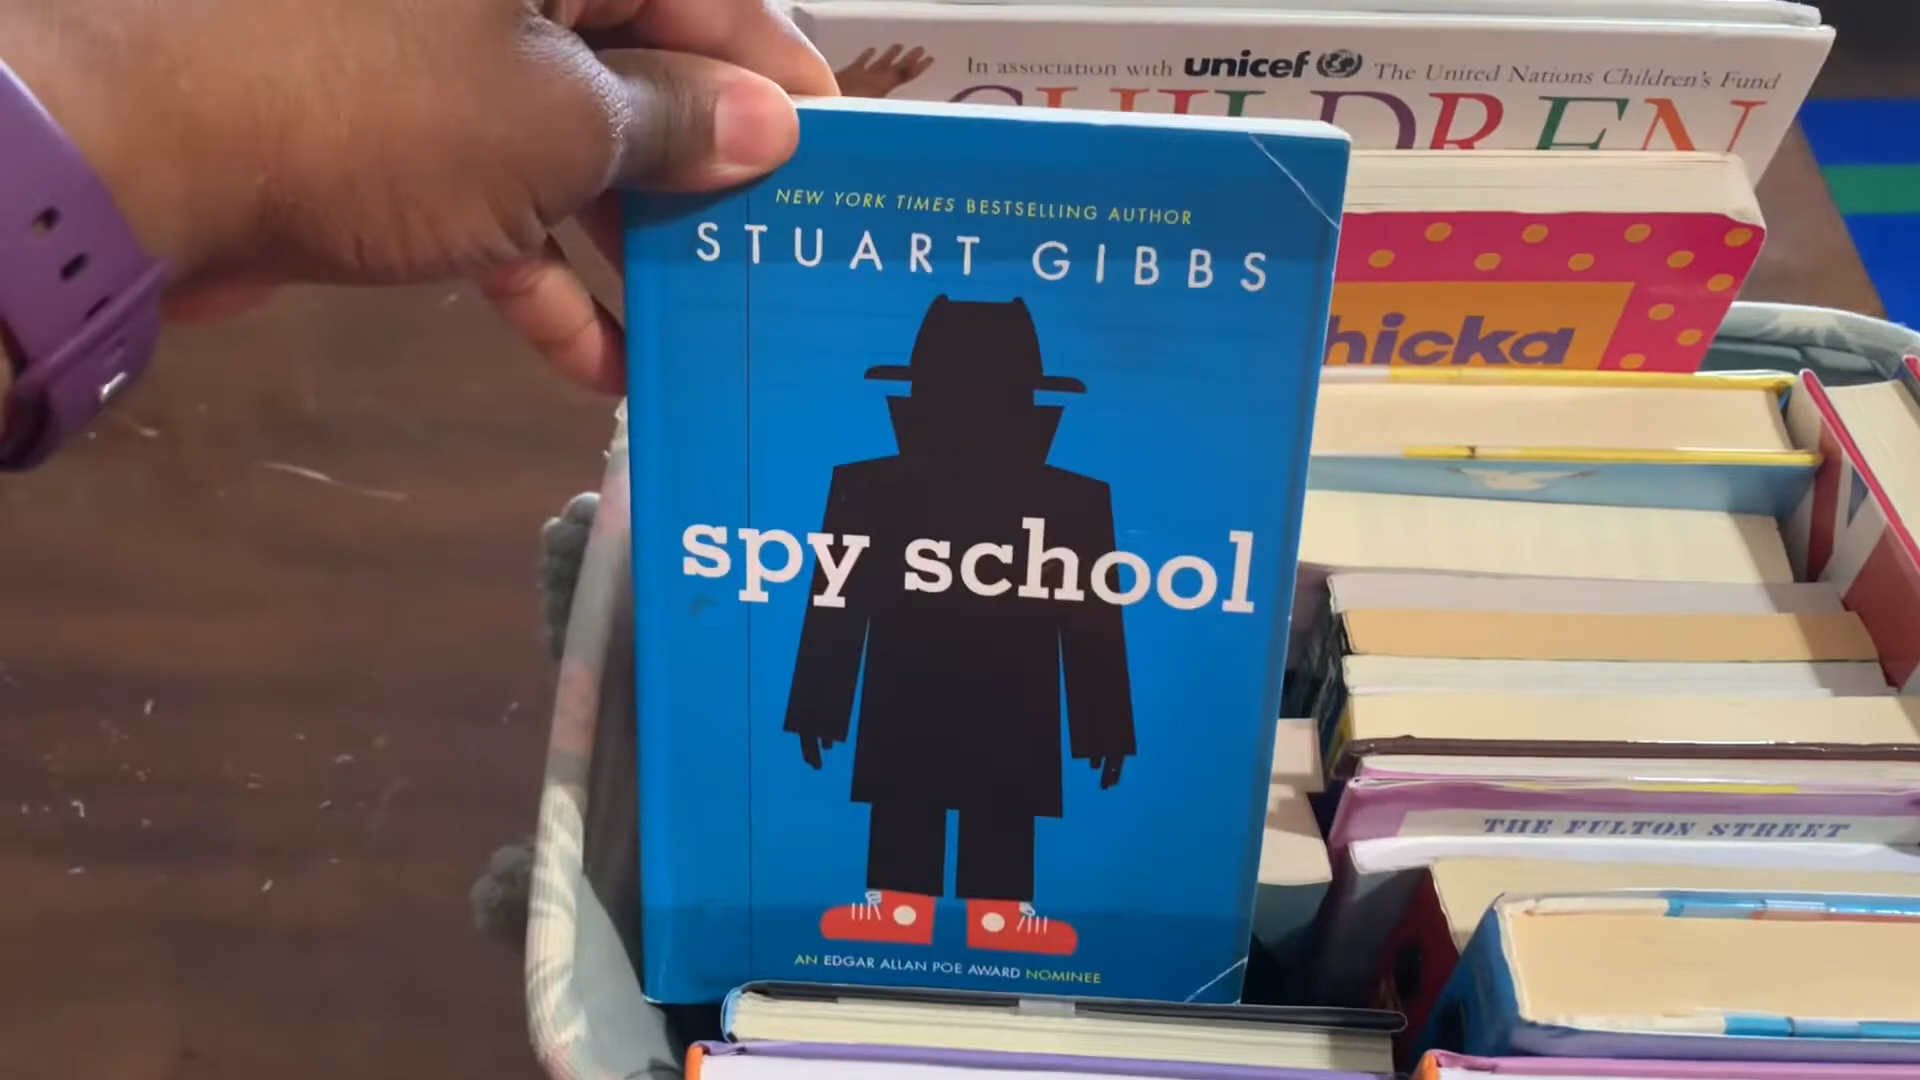 In association with unicef The United Nations Children's Fund
CHILDREN
NEW YORK TIMES BESTSELLING AUTHOR
STUART GIBBS
hicka
spy school
THE FULTON STREET
AN EDGAR ALLAN POE AWARD NOMINEE